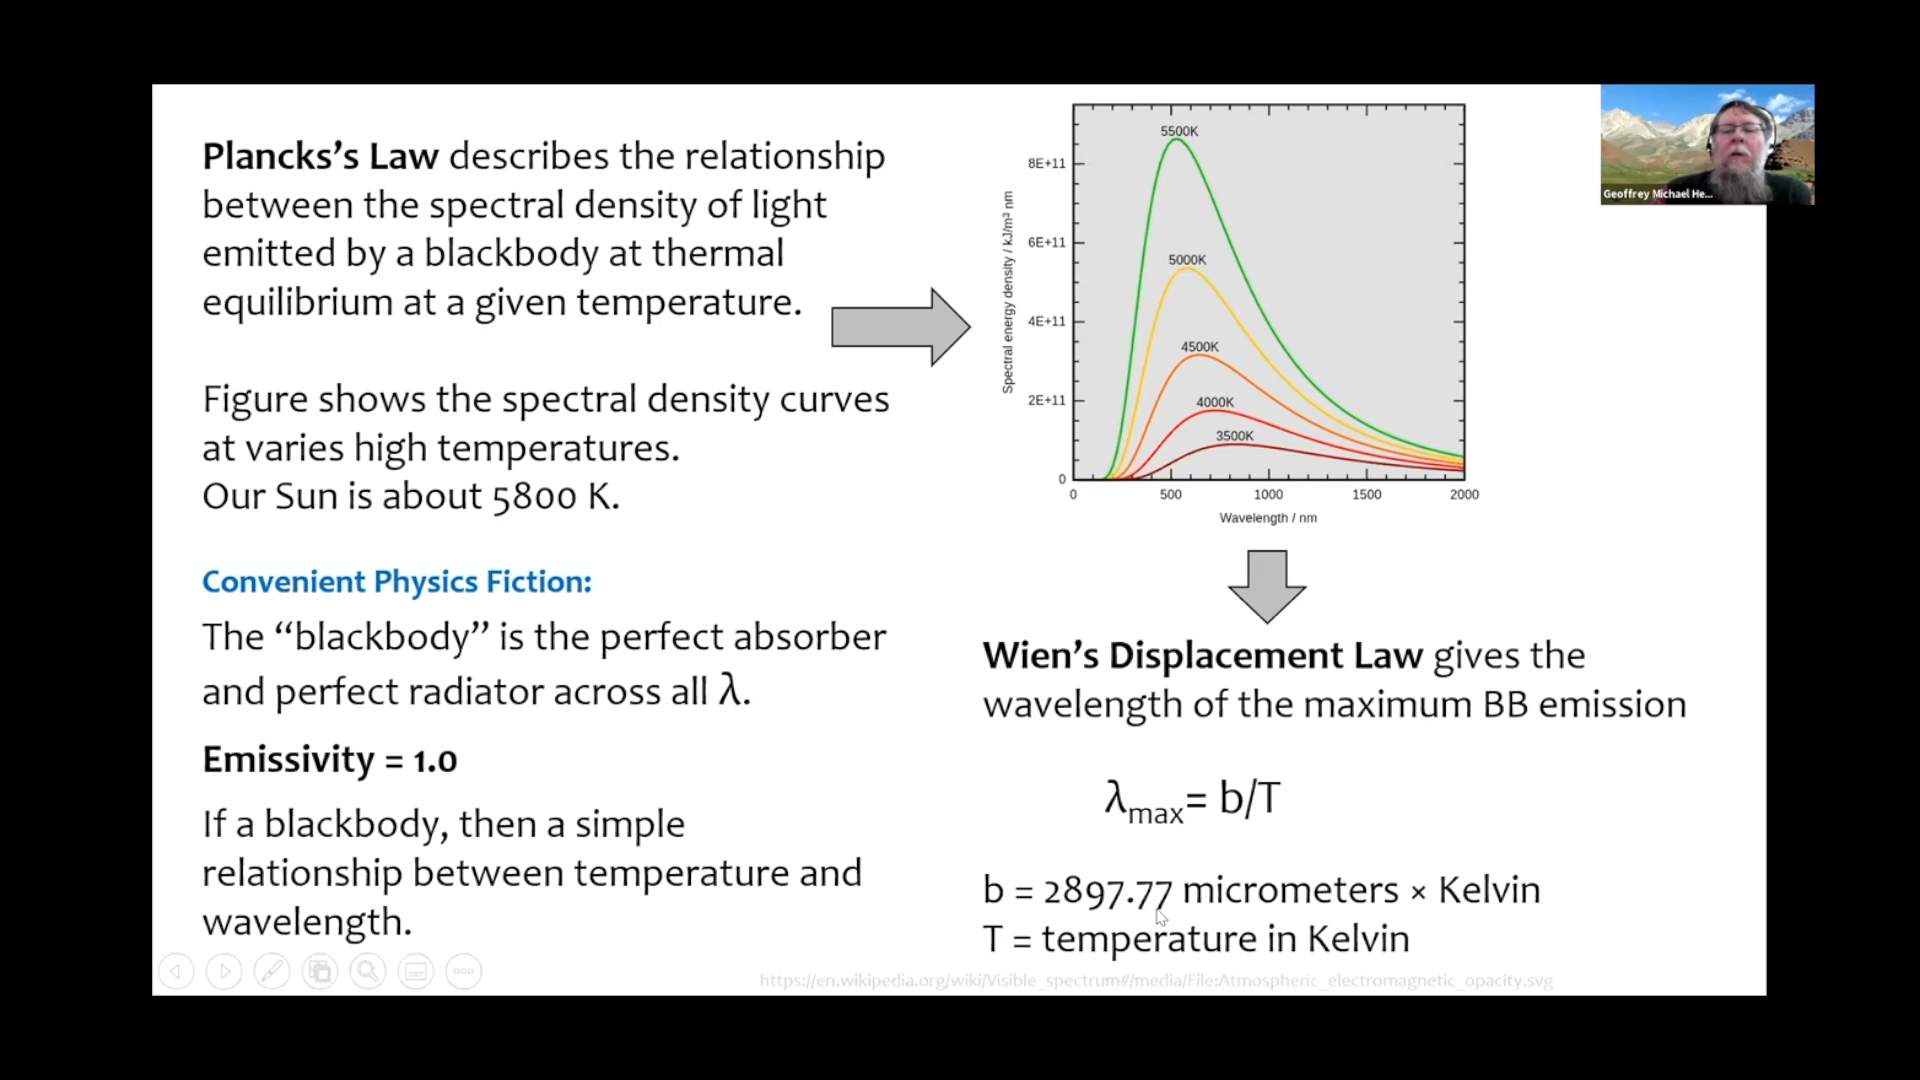 Plancks’s Law describes the relationship
between the spectral density of light
emitted by a blackbody at thermal
equilibrium at a given temperature.
Figure shows the spectral density curves
at varies high temperatures.
Our Sun is about 5800 K.
Convenient Physics Fiction:
The “blackbody” is the perfect absorber
and perfect radiator across all λ.
Emissivity = 1.0
If a blackbody, then a simple
relationship between temperature and
wavelength.
Spectral energy density / kJ/m³ nm
8E+11
6E+11
4E+11
2E+11
0
5500K
5000K
4500K
4000K
3500K
0 500 1000 1500 2000
Wavelength / nm
Wien’s Displacement Law gives the
wavelength of the maximum BB emission
λmax= b/T
b = 2897.77 micrometers × Kelvin
T = temperature in Kelvin
https://en.wikipedia.org/wiki/Visible_spectrum#/media/File:Atmospheric_electromagnetic_opacity.svg
Geoffrey Michael He...